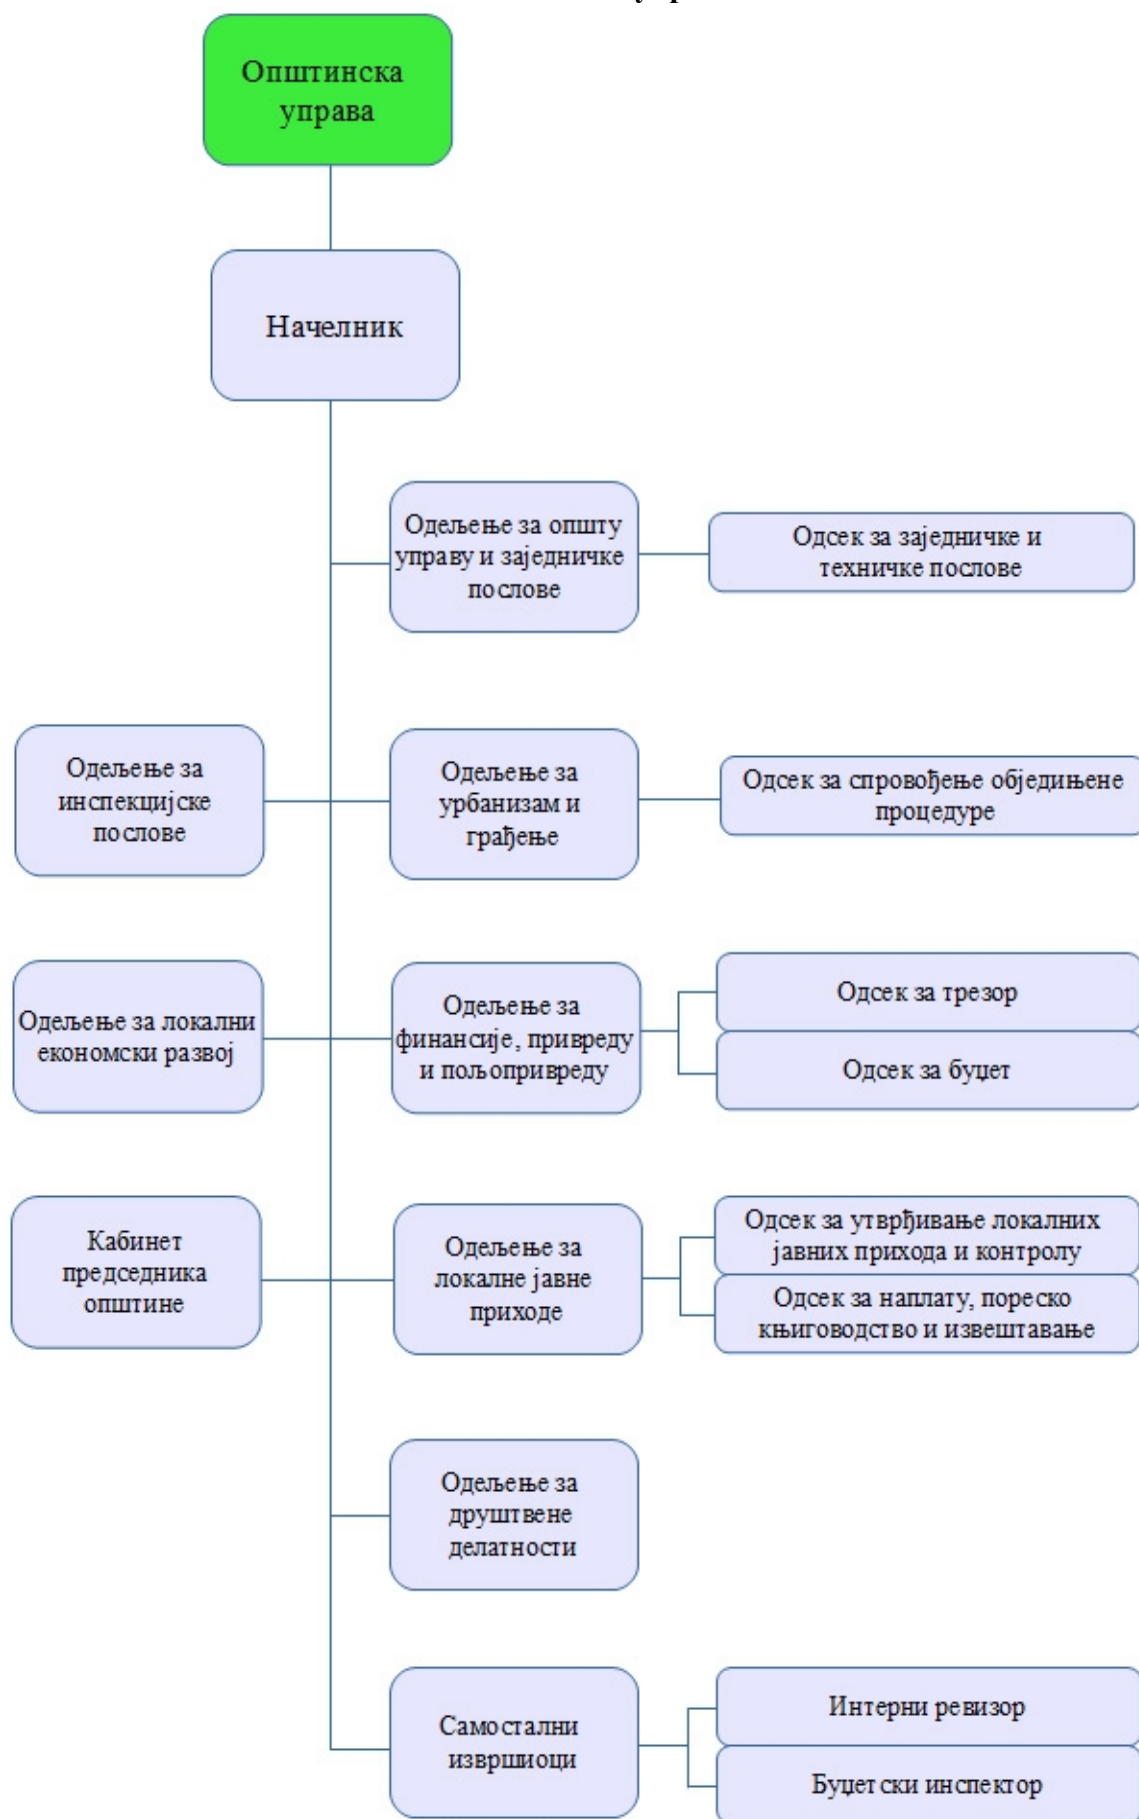 Општинска
управа
Начелник
Одељење за општу
управу и заједничке
послове
Одсек за заједничке и
техничке послове
Одељење за
инспекцијске
послове
Одељење за
урбанизам и
грађење
Одсек за спровођење обједињене
процедуре
Одељење за локални
економски развој
Одељење за
финансије, привреду
и пољопривреду
Одсек за трезор
Одсек за буџет
Кабинет
председника
општине
Одељење за
локалне јавне
приходе
Одсек за утврђивање локалних
јавних прихода и контролу
Одсек за наплату, пореско
књиговодство и извештавање
Одељење за
друштвене
делатности
Самостални
извршиоци
Интерни ревизор
Буџетски инспектор